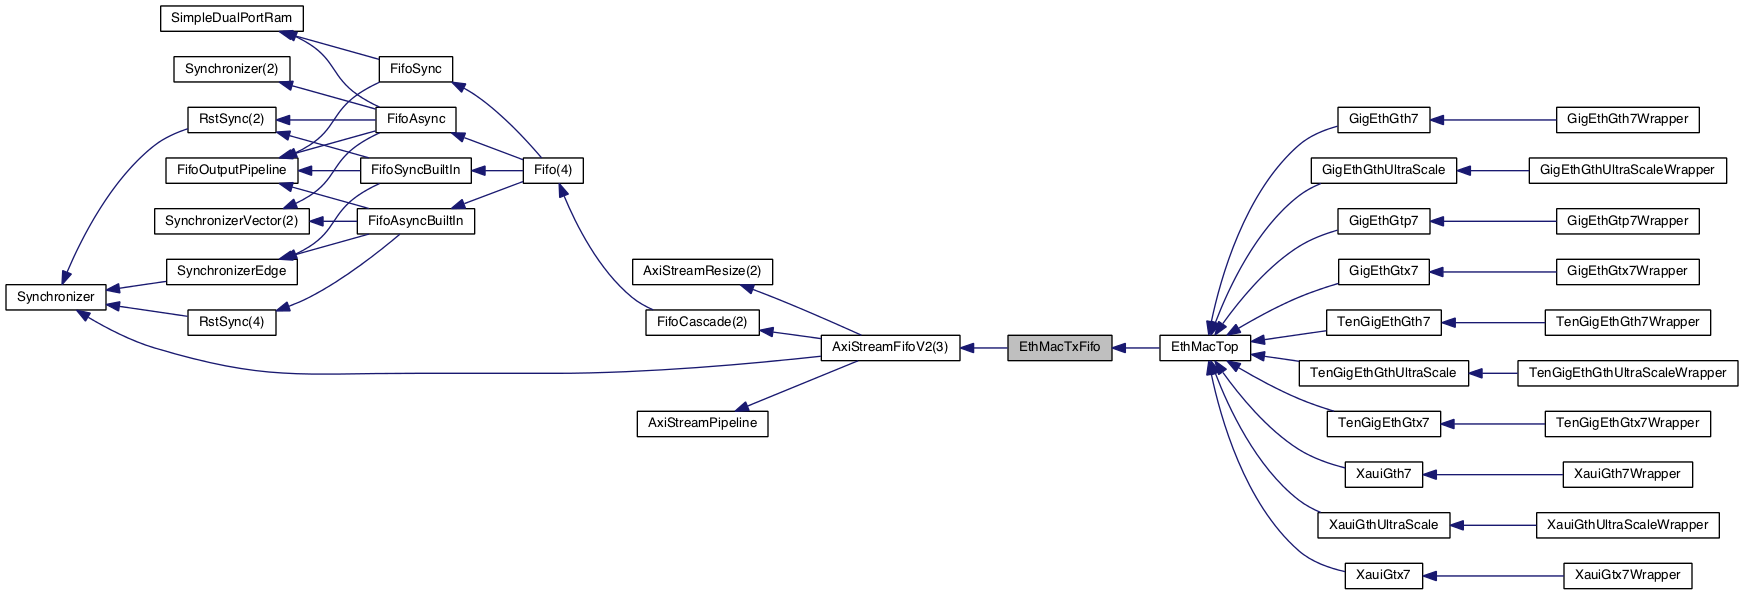 SimpleDualPortRam
Synchronizer(2)
FifoSync
RstSync(2)
FifoAsync
GigEthGth7
GigEthGth7Wrapper
FifoOutputPipeline
FifoSyncBuiltIn
Fifo(4)
GigEthGthUltraScale
GigEthGthUltraScaleWrapper
SynchronizerVector(2)
FifoAsyncBuiltIn
GigEthGtp7
GigEthGtp7Wrapper
SynchronizerEdge
AxiStreamResize(2)
GigEthGtx7
GigEthGtx7Wrapper
Synchronizer
RstSync(4)
FifoCascade(2)
TenGigEthGth7
TenGigEthGth7Wrapper
AxiStreamFifoV2(3)
EthMacTxFifo
EthMacTop
TenGigEthGthUltraScale
TenGigEthGthUltraScaleWrapper
AxiStreamPipeline
TenGigEthGtx7
TenGigEthGtx7Wrapper
XauiGth7
XauiGth7Wrapper
XauiGthUltraScale
XauiGthUltraScaleWrapper
XauiGtx7
XauiGtx7Wrapper